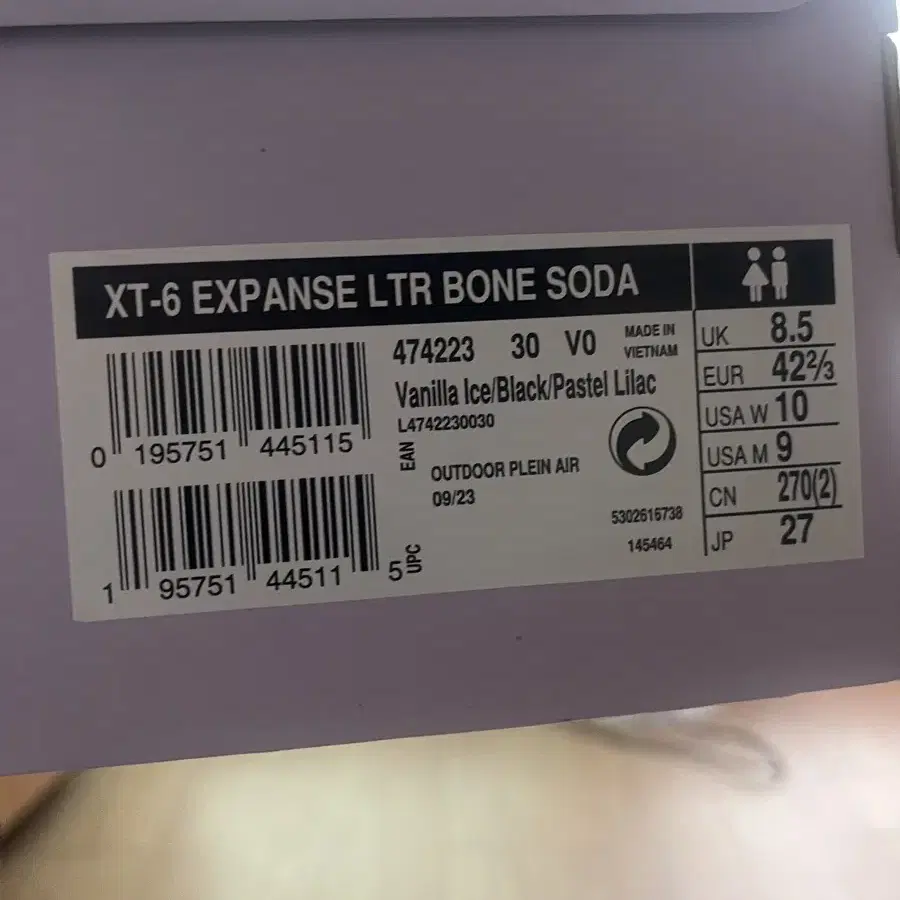 XT-6 EXPANSE LTR BONE SODA
474223 30 V0
MADE IN
VIETNAM
Vanilla Ice/Black/Pastel Lilac
L4742230030
OUTDOOR PLEIN AIR
09/23
5302616738
145464
0 195751 445115
EAN
1 95751 44511 5
UPC
UK 8.5
EUR 42⅔
USA W 10
USA M 9
CN 270(2)
JP 27